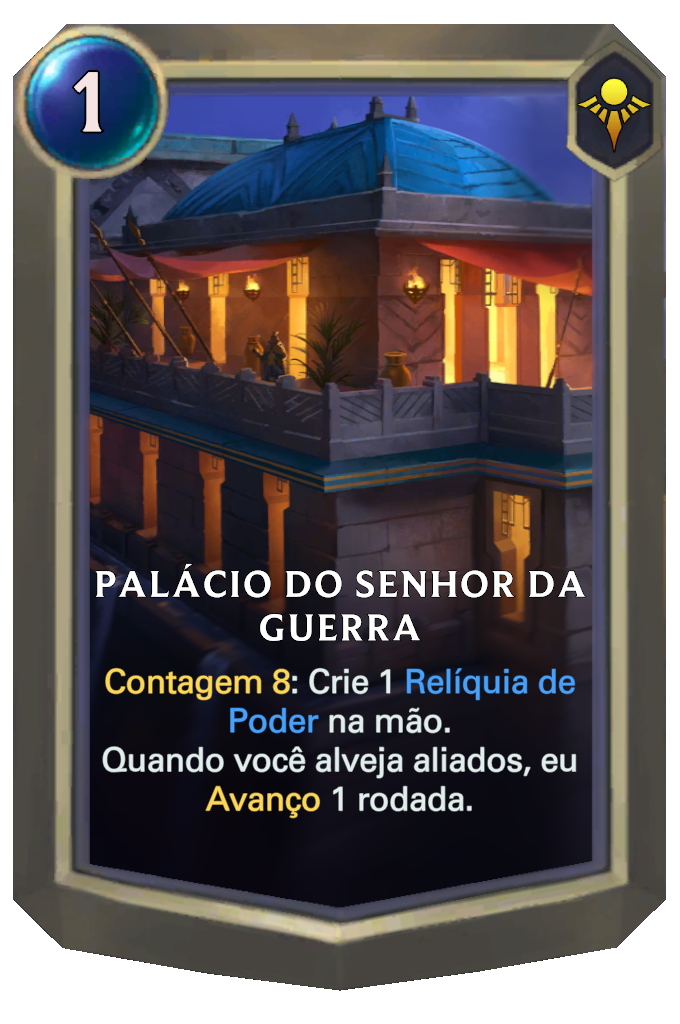 1
PALÁCIO DO SENHOR DA
GUERRA
Contagem 8: Crie 1 Relíquia de
Poder na mão.
Quando você alveja aliados, eu
Avanço 1 rodada.